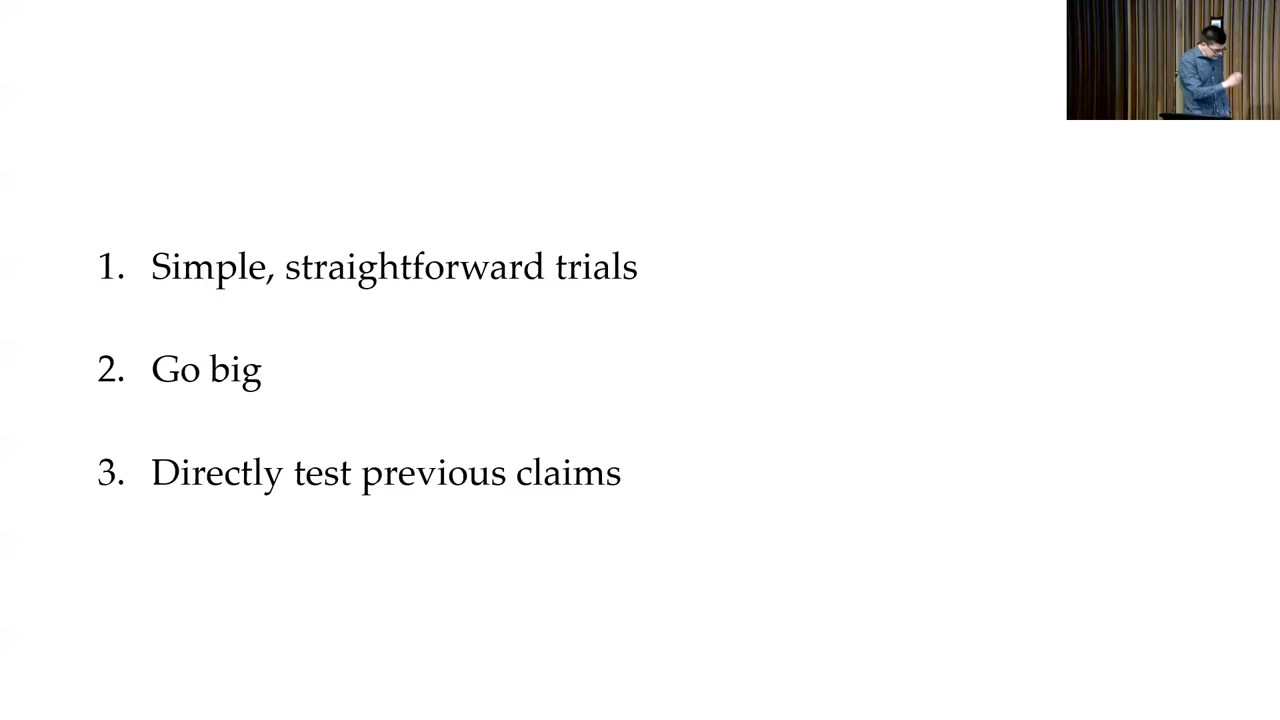 1. Simple, straightforward trials
2. Go big
3. Directly test previous claims